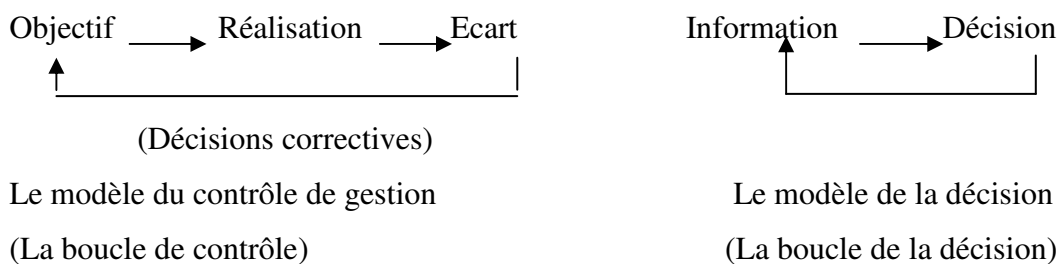 Objectif Réalisation Ecart Information Décision
(Décisions correctives)
Le modèle du contrôle de gestion Le modèle de la décision
(La boucle de contrôle) (La boucle de la décision)